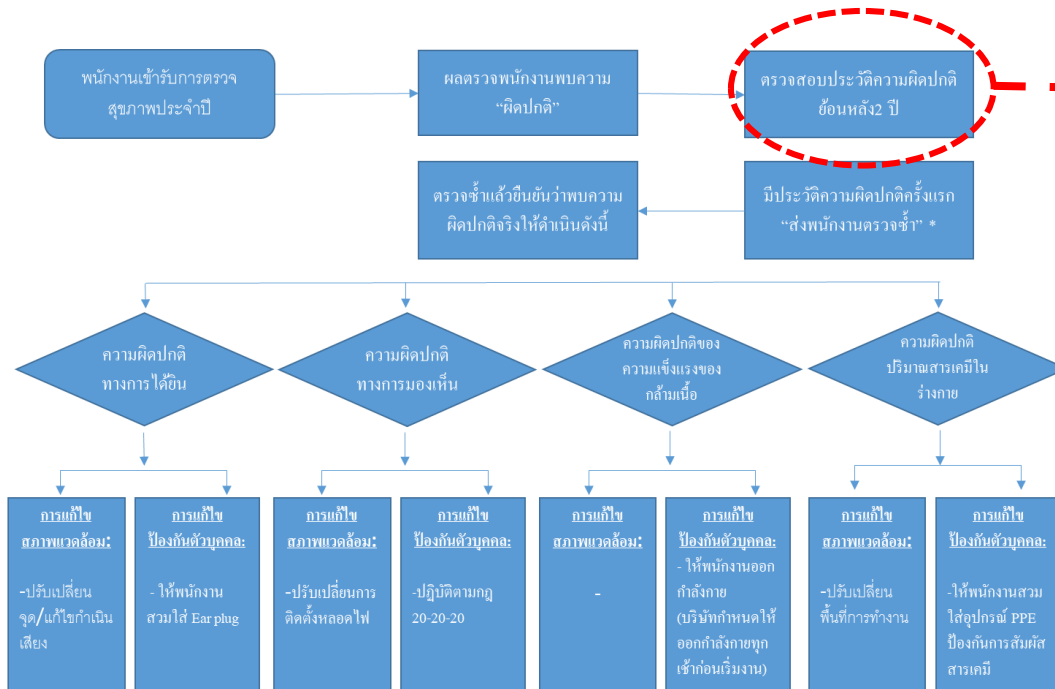 พนักงานเข้ารับการตรวจ
สุขภาพประจำปี
ผลตรวจพนักงานพบความ
“ผิดปกติ”
ตรวจสอบประวัติความผิดปกติ
ย้อนหลัง2 ปี
ตรวจซ้ำแล้วยืนยันว่าพบความ
ผิดปกติจริงให้ดำเนินดังนี้
มีประวัติความผิดปกติครั้งแรก
“ส่งพนักงานตรวจซ้ำ” *
ความผิดปกติ
ทางการได้ยิน
ความผิดปกติ
ทางการมองเห็น
ความผิดปกติของ
ความแข็งแรงของ
กล้ามเนื้อ
ความผิดปกติ
ปริมาณสารเคมีใน
ร่างกาย
การแก้ไข
สภาพแวดล้อม:
-ปรับเปลี่ยน
จุด/แก้ไขกำเนิน
เสียง
การแก้ไข
ป้องกันตัวบุคคล:
- ให้พนักงาน
สวมใส่ Ear plug
การแก้ไข
สภาพแวดล้อม:
-ปรับเปลี่ยนการ
ติดตั้งหลอดไฟ
การแก้ไข
ป้องกันตัวบุคคล:
-ปฏิบัติตามกฎ
20-20-20
การแก้ไข
สภาพแวดล้อม:
-
การแก้ไข
ป้องกันตัวบุคคล:
- ให้พนักงานออก
กำลังกาย
(บริษัทกำหนดให้
ออกกำลังกายทุก
เช้าก่อนเริ่มงาน)
การแก้ไข
สภาพแวดล้อม:
-ปรับเปลี่ยน
พื้นที่การทำงาน
การแก้ไข
ป้องกันตัวบุคคล:
-ให้พนักงานสวม
ใส่อุปกรณ์ PPE
ป้องกันการสัมผัส
สารเคมี